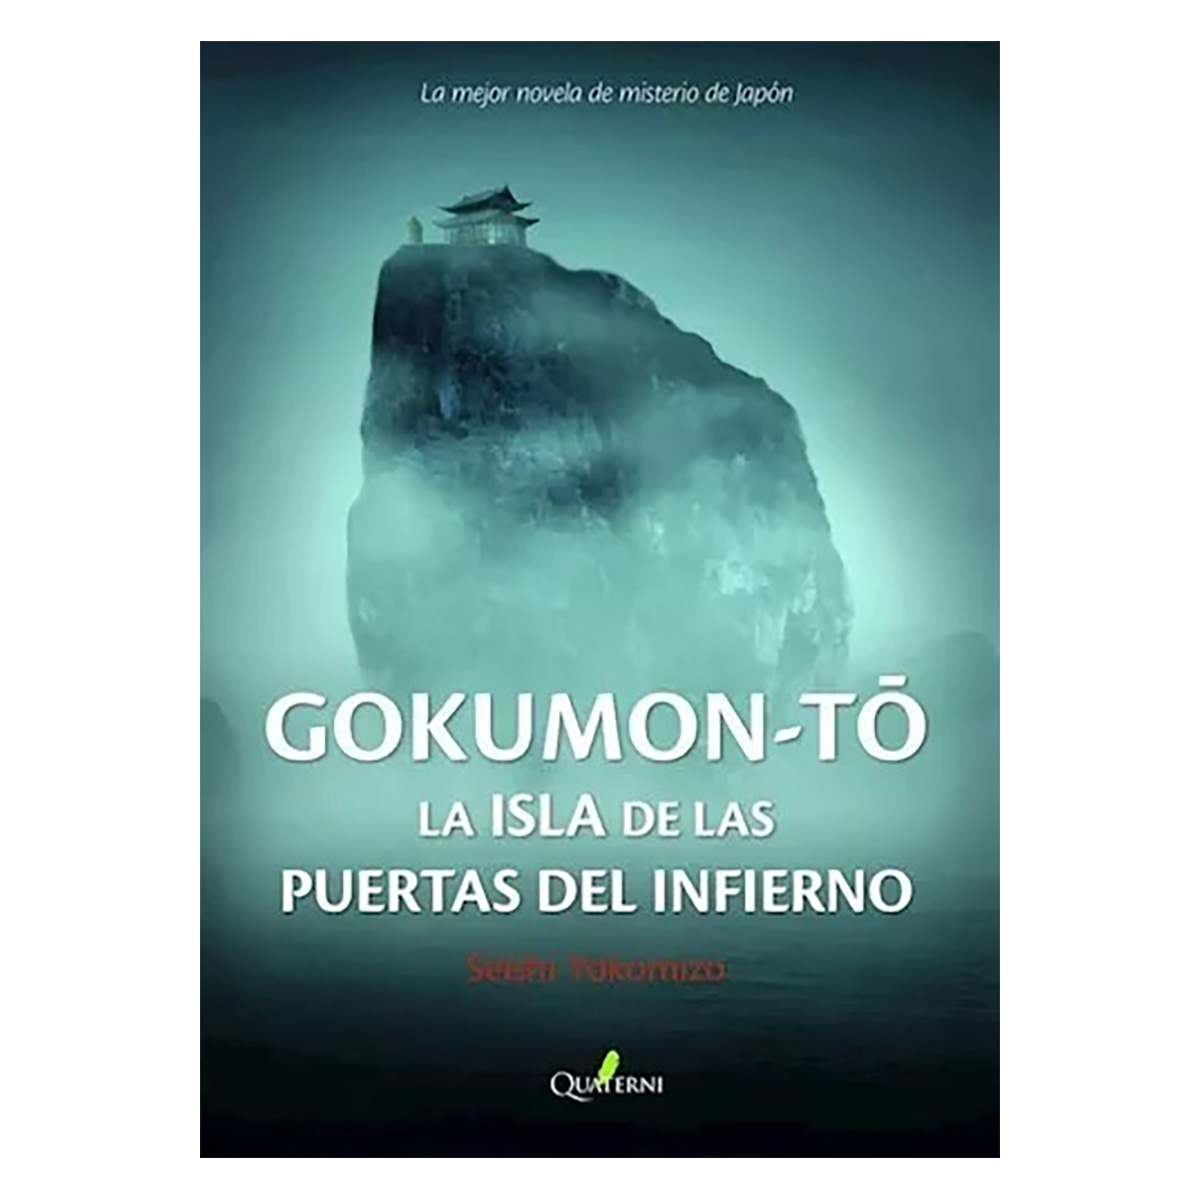 La mejor novela de misterio de Japón
GOKUMON-TŌ
LA ISLA DE LAS
PUERTAS DEL INFIERNO
Seishi Yokomizo
QUATERNI